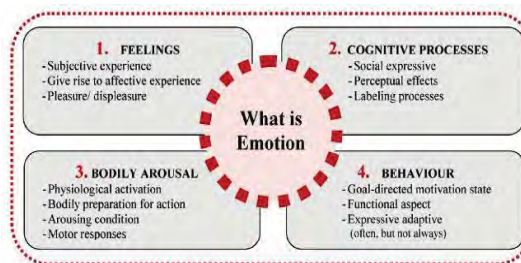 1. FEELINGS
- Subjective experience
- Give rise to affective experience
- Pleasure/ displeasure
2. COGNITIVE PROCESSES
- Social expressive
- Perceptual effects
- Labeling processes
What is
Emotion
3. BODILY AROUSAL
- Physiological activation
- Bodily preparation for action
- Arousing condition
- Motor responses
4. BEHAVIOUR
- Goal-directed motivation state
- Functional aspect
- Expressive adaptive
(often, but not always)